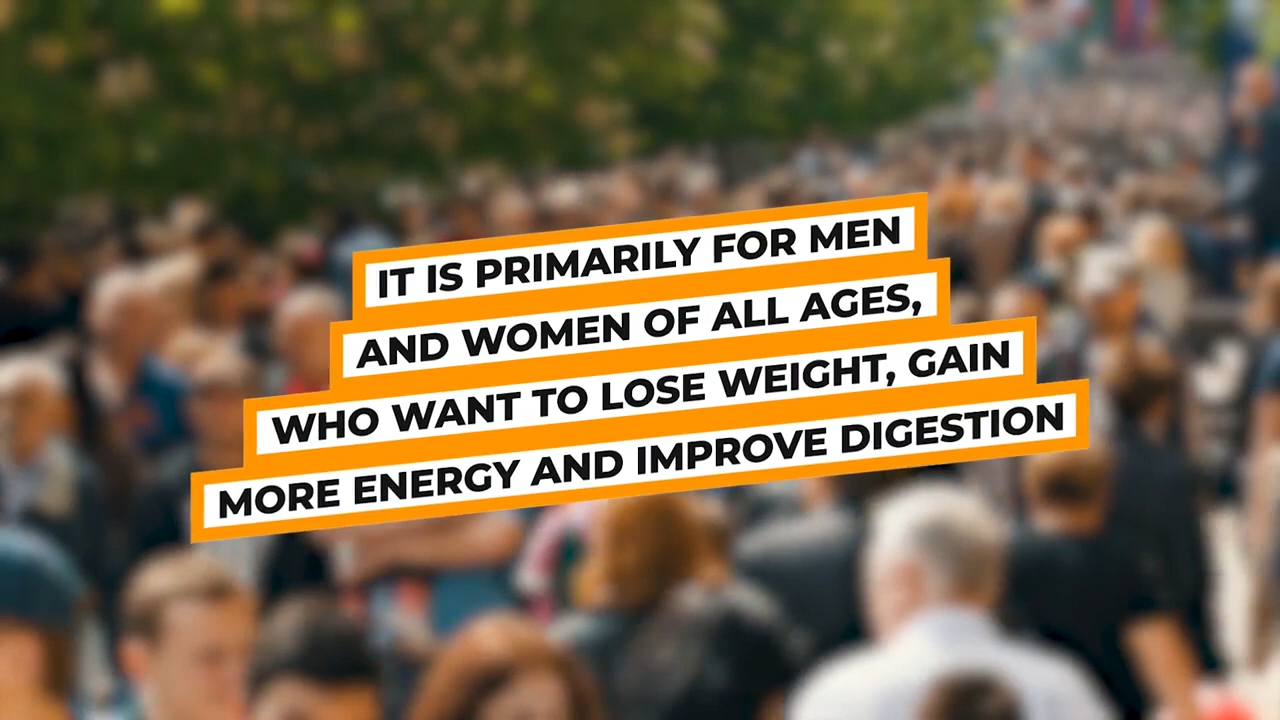 IT IS PRIMARILY FOR MEN
AND WOMEN OF ALL AGES,
WHO WANT TO LOSE WEIGHT, GAIN
MORE ENERGY AND IMPROVE DIGESTION